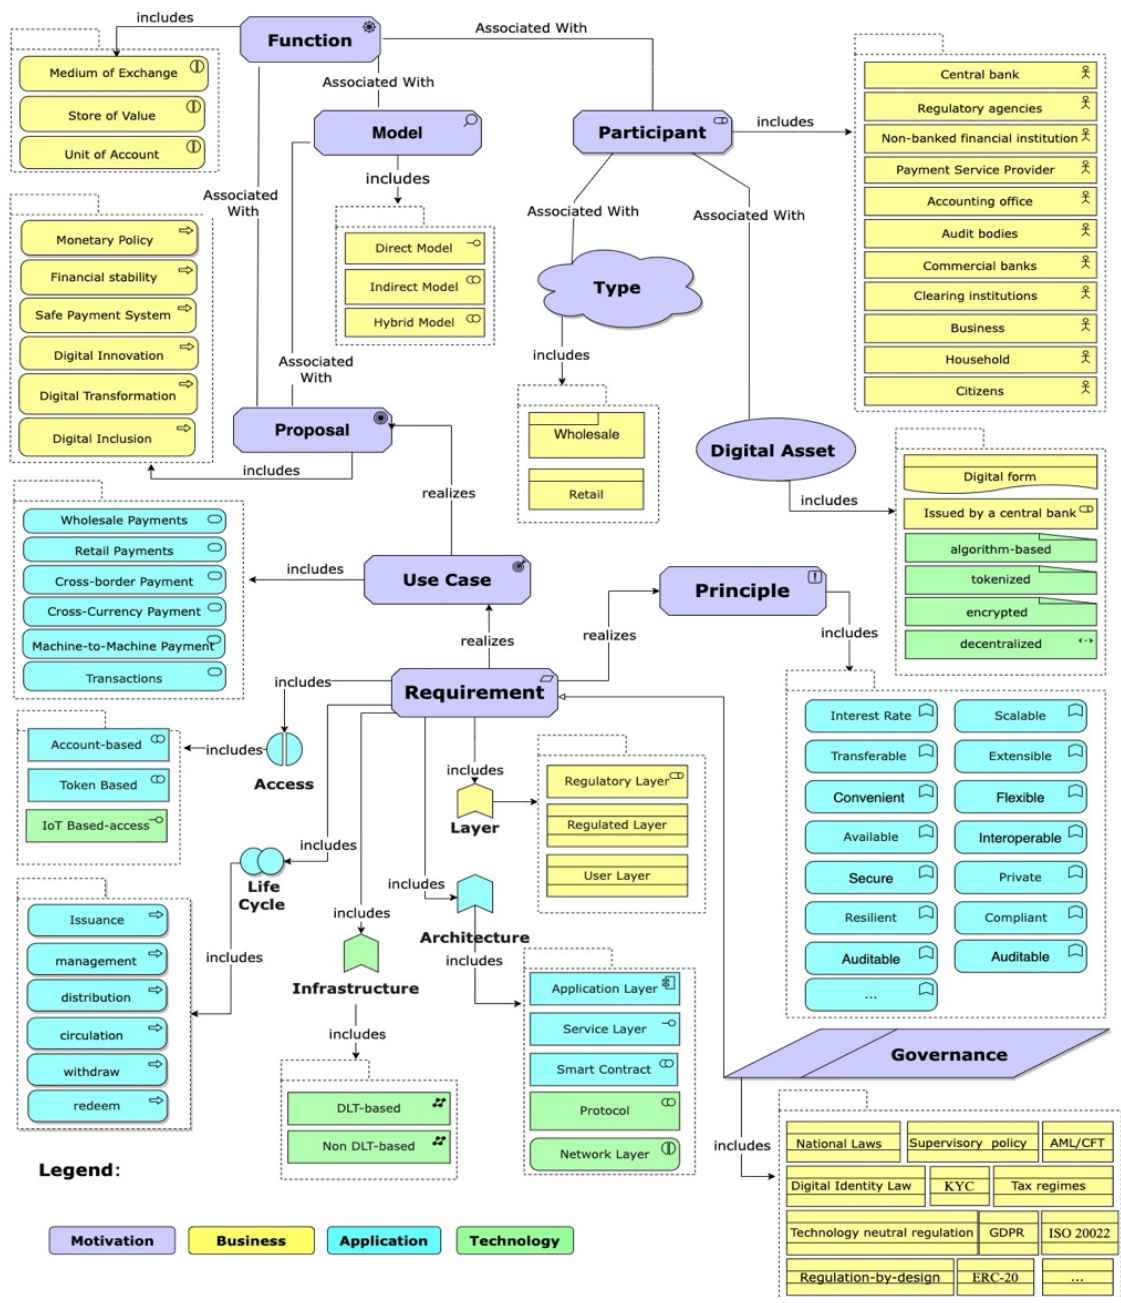 includes
Function
Associated With
Medium of Exchange
Store of Value
Unit of Account
Associated With
Model
includes
Participant
includes
Central bank
Regulatory agencies
Non-banked financial institution
Payment Service Provider
Accounting office
Audit bodies
Commercial banks
Clearing institutions
Business
Household
Citizens
Associated
With
Monetary Policy
Financial stability
Safe Payment System
Digital Innovation
Digital Transformation
Digital Inclusion
Direct Model
Indirect Model
Hybrid Model
Associated With
Associated With
Type
includes
Wholesale
Retail
Associated
With
Proposal
includes
realizes
Digital Asset
includes
Digital form
Issued by a central bank
algorithm-based
tokenized
encrypted
decentralized
Wholesale Payments
Retail Payments
Cross-border Payment
Cross-Currency Payment
Machine-to-Machine Payment
Transactions
includes
Use Case
realizes
realizes
Principle
includes
Requirement
includes
includes
Access
Account-based
Token Based
IoT Based-access
includes
Layer
Regulatory Layer
Regulated Layer
User Layer
Interest Rate
Scalable
Transferable
Extensible
Convenient
Flexible
Available
Interoperable
Secure
Private
Resilient
Compliant
Auditable
Auditable
...
includes
Life
Cycle
includes
Issuance
management
distribution
circulation
withdraw
redeem
includes
Infrastructure
includes
DLT-based
Non DLT-based
includes
Architecture
includes
Application Layer
Service Layer
Smart Contract
Protocol
Network Layer
Governance
includes
National Laws
Supervisory policy
AML/CFT
Digital Identity Law
KYC
Tax regimes
Technology neutral regulation
GDPR
ISO 20022
Regulation-by-design
ERC-20
...
Legend:
Motivation
Business
Application
Technology